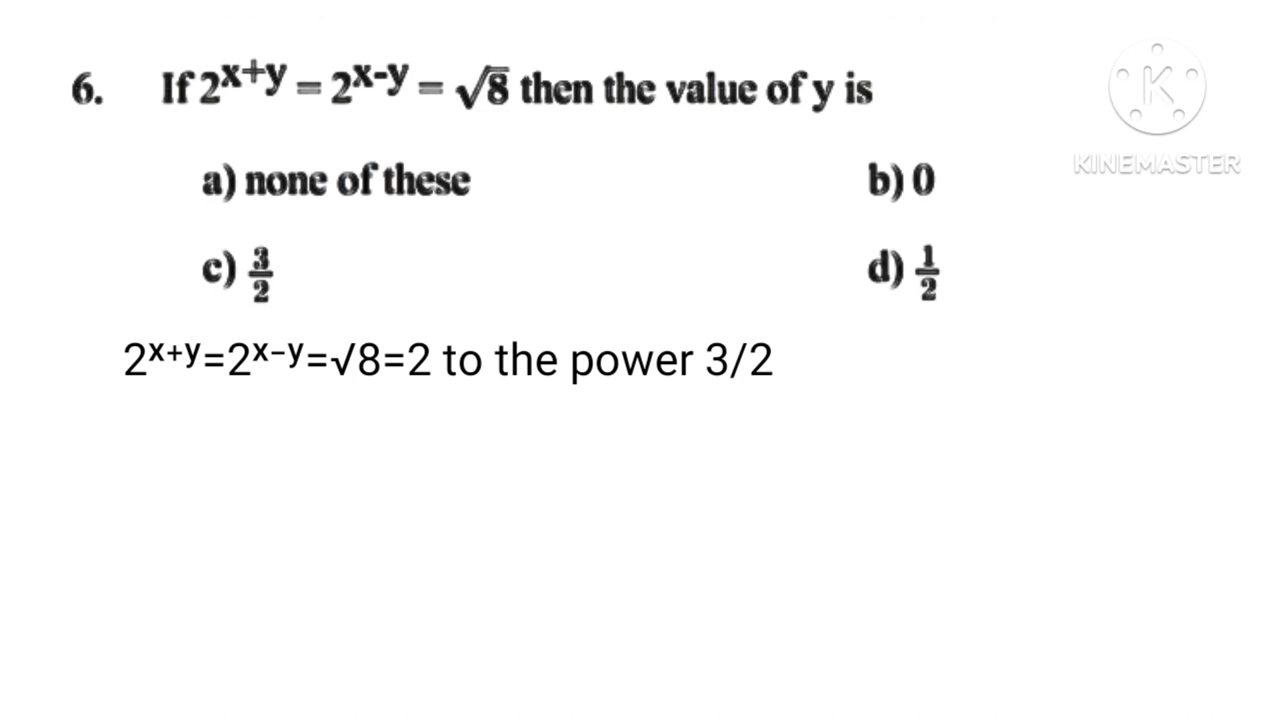 6. If 2ˣ⁺ʸ = 2ˣ⁻ʸ = √8 then the value of y is
K
KINEMASTER
a) none of these b) 0
c) 3/2 d) 1/2
2ˣ⁺ʸ=2ˣ⁻ʸ=√8=2 to the power 3/2